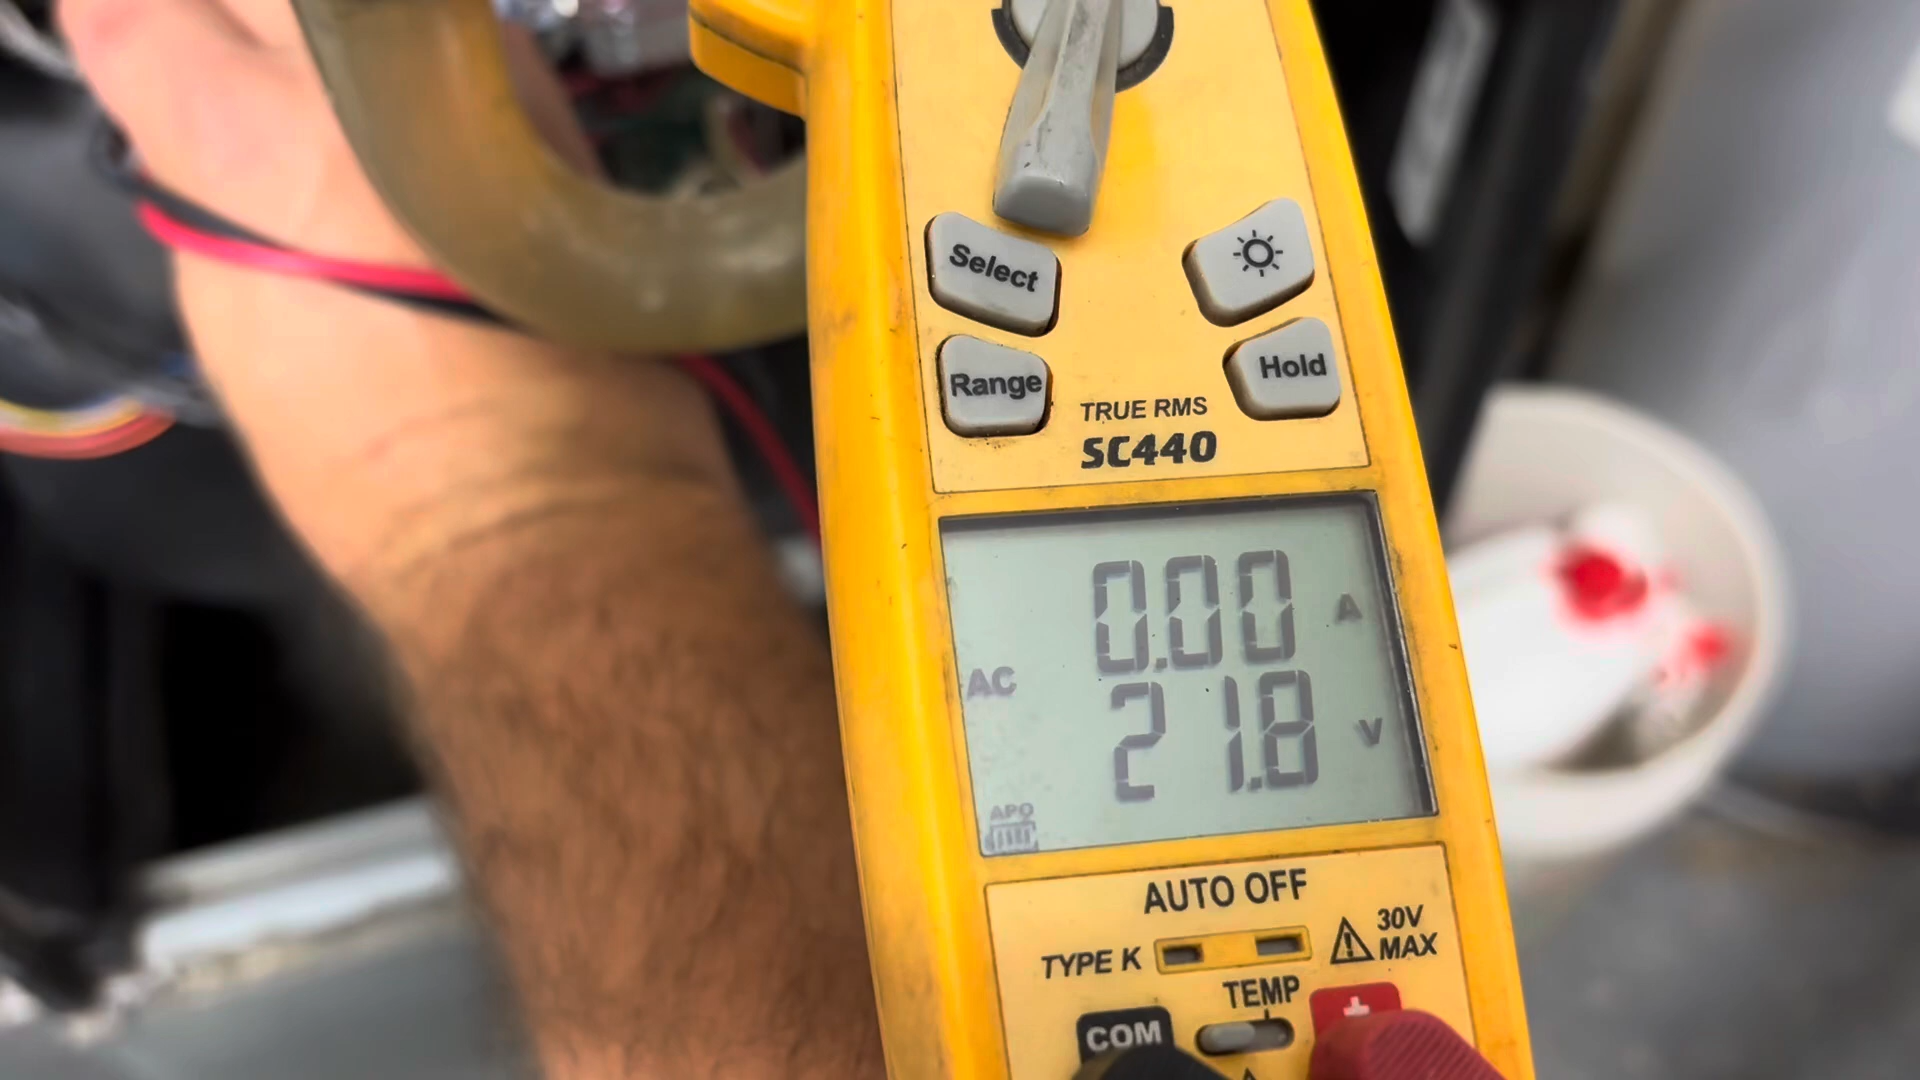 Select
Range
Hold
TRUE RMS
SC440
0.00 A
AC
21.8 V
APO
AUTO OFF
TYPE K
30V
MAX
TEMP
COM
+